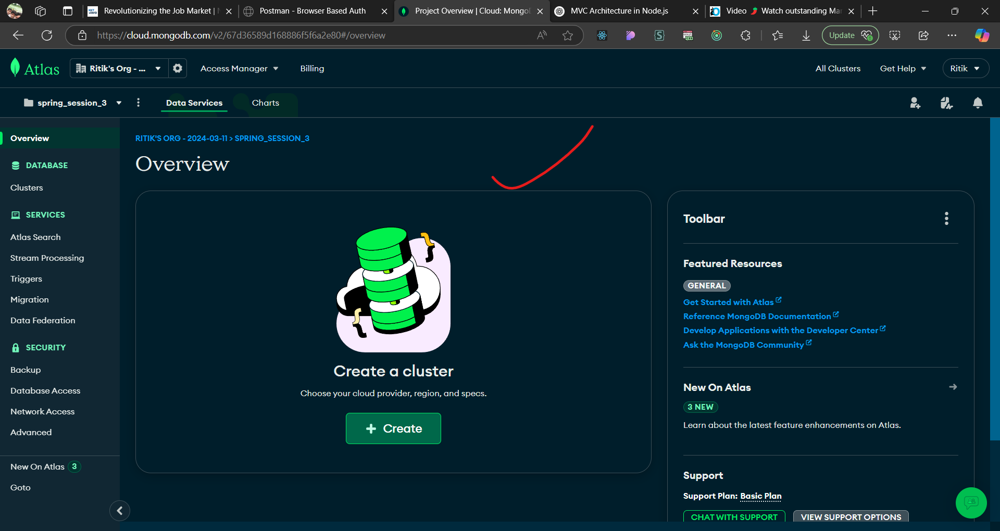 Revolutionizing the Job Market |
Postman - Browser Based Auth
Project Overview | Cloud: Mongo
MVC Architecture in Node.js
Video 🌶️ Watch outstanding Mar
https://cloud.mongodb.com/v2/67d36589d168886f5f6a2e80#/overview
Update
Atlas
Ritik's Org - ...
Access Manager
Billing
All Clusters
Get Help
Ritik
spring_session_3
Data Services
Charts
Overview
DATABASE
Clusters
SERVICES
Atlas Search
Stream Processing
Triggers
Migration
Data Federation
SECURITY
Backup
Database Access
Network Access
Advanced
New On Atlas 3
Goto
RITIK'S ORG - 2024-03-11 > SPRING_SESSION_3
Overview
Create a cluster
Choose your cloud provider, region, and specs.
+ Create
Toolbar
Featured Resources
GENERAL
Get Started with Atlas
Reference MongoDB Documentation
Develop Applications with the Developer Center
Ask the MongoDB Community
New On Atlas
3 NEW
Learn about the latest feature enhancements on Atlas.
Support
Support Plan: Basic Plan
CHAT WITH SUPPORT
VIEW SUPPORT OPTIONS